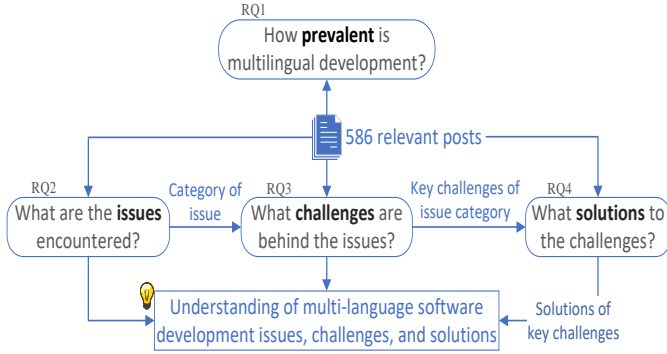 RQ1
How prevalent is
multilingual development?
586 relevant posts
RQ2
What are the issues
encountered?
Category of
issue
RQ3
What challenges are
behind the issues?
Key challenges of
issue category
RQ4
What solutions to
the challenges?
Understanding of multi-language software
development issues, challenges, and solutions
Solutions of
key challenges